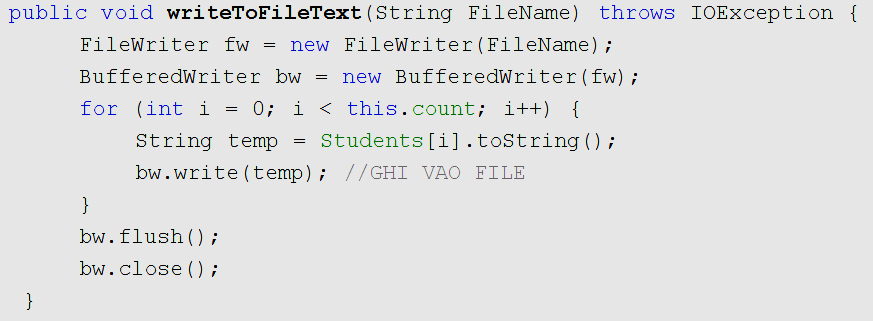 public void writeToFileText(String FileName) throws IOException {
FileWriter fw = new FileWriter(FileName);
BufferedWriter bw = new BufferedWriter(fw);
for (int i = 0; i < this.count; i++) {
String temp = Students[i].toString();
bw.write(temp); //GHI VAO FILE
}
bw.flush();
bw.close();
}